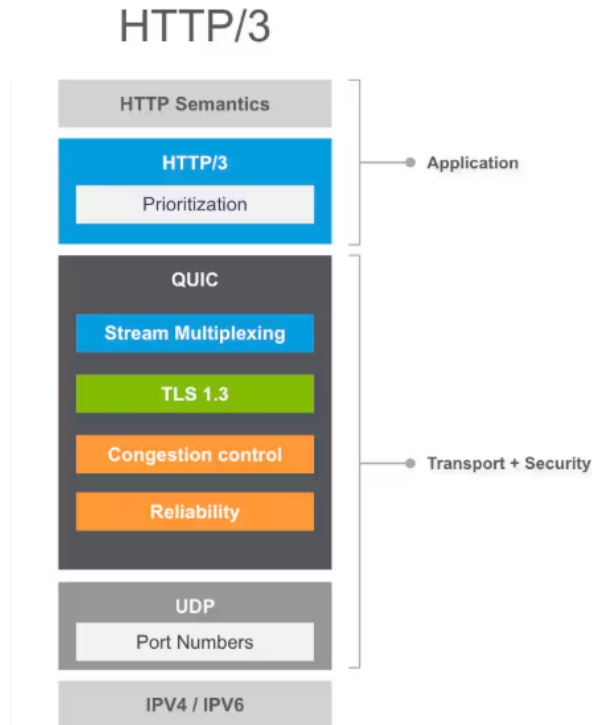 HTTP/3
HTTP Semantics
HTTP/3
Prioritization
Application
QUIC
Stream Multiplexing
TLS 1.3
Congestion control
Reliability
Transport + Security
UDP
Port Numbers
IPV4 / IPV6